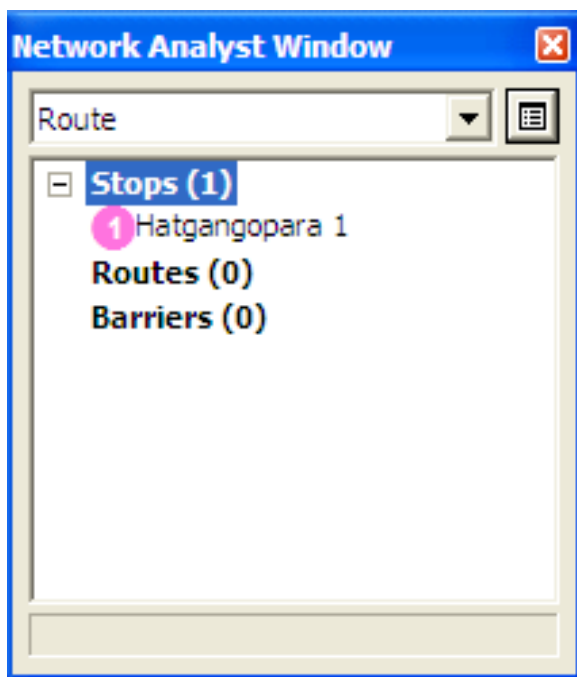 Network Analyst Window
Route
Stops (1)
1 Hatgangopara 1
Routes (0)
Barriers (0)